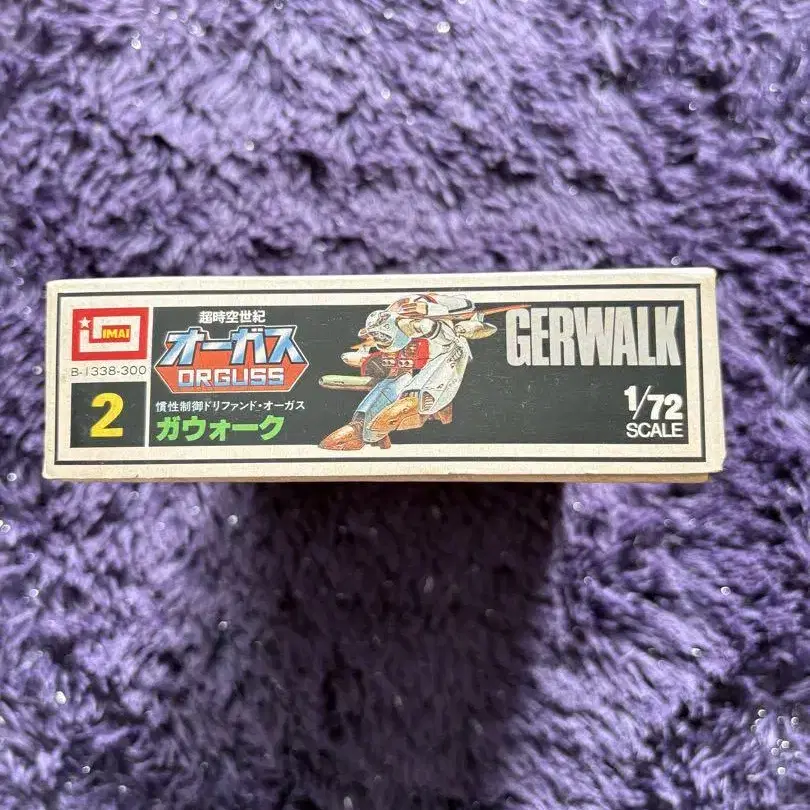 IMAI
B-1338-300
2
超時空世紀
オーガス
ORGUSS
慣性制御ドリファンド・オーガス
ガウォーク
GERWALK
1/72
SCALE